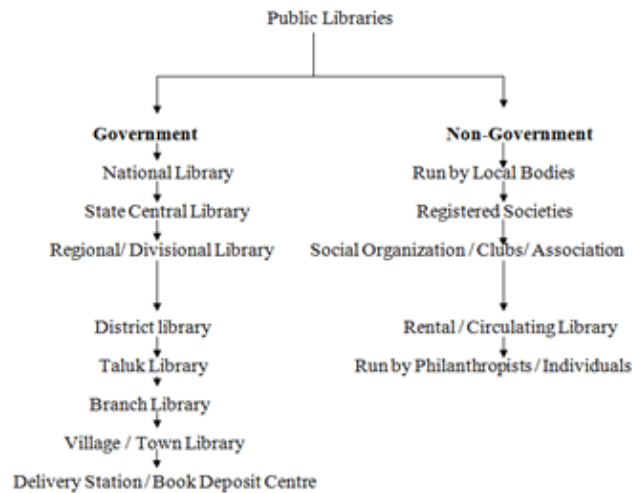 Public Libraries
Government
National Library
State Central Library
Regional/ Divisional Library
District library
Taluk Library
Branch Library
Village / Town Library
Delivery Station / Book Deposit Centre
Non-Government
Run by Local Bodies
Registered Societies
Social Organization / Clubs/ Association
Rental / Circulating Library
Run by Philanthropists / Individuals